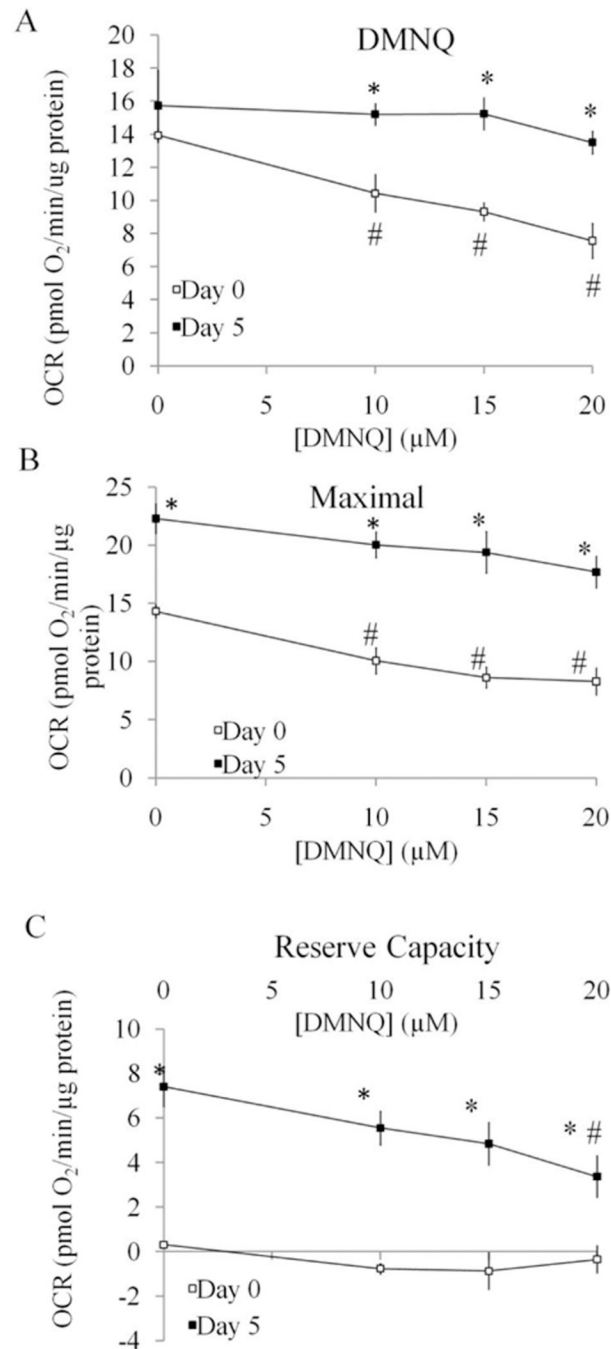 A
DMNQ
OCR (pmol O₂/min/ug protein)
18
16
14
12
10
8
6
4
2
0
* * *
# # #
Day 0
Day 5
0 5 10 15 20
[DMNQ] (µM)
B
Maximal
OCR (pmol O₂/min/µg
protein)
25
20
15
10
5
0
* * * *
# # #
Day 0
Day 5
0 5 10 15 20
[DMNQ] (µM)
C
Reserve Capacity
0 5 10 15 20
[DMNQ] (µM)
OCR (pmol O₂/min/µg protein)
10
8
6
4
2
0
-2
-4
* * * * #
Day 0
Day 5